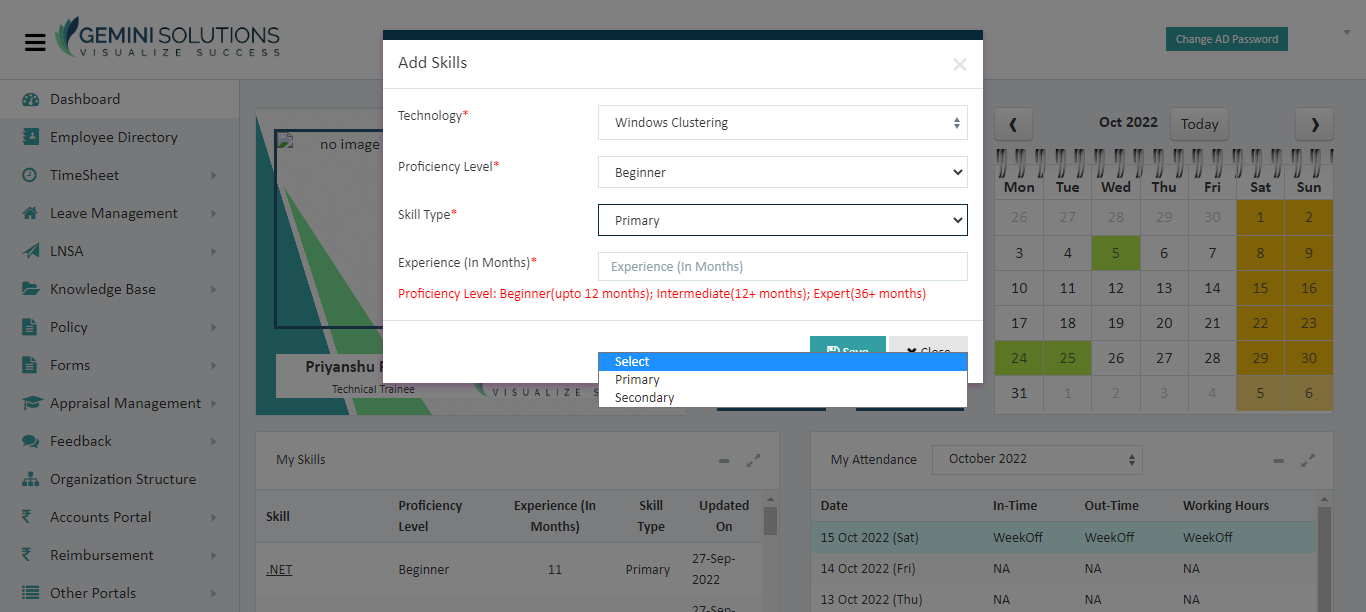 GEMINI SOLUTIONS
VISUALIZE SUCCESS
Change AD Password
Dashboard
Employee Directory
TimeSheet
Leave Management
LNSA
Knowledge Base
Policy
Forms
Appraisal Management
Feedback
Organization Structure
Accounts Portal
Reimbursement
Other Portals
no image
Priyanshu
Technical Trainee
VISUALIZE S
Add Skills
×
Technology*
Windows Clustering
Proficiency Level*
Beginner
Skill Type*
Primary
Experience (In Months)*
Experience (In Months)
Proficiency Level: Beginner(upto 12 months); Intermediate(12+ months); Expert(36+ months)
Save
Close
Select
Primary
Secondary
Oct 2022
Today
Mon Tue Wed Thu Fri Sat Sun
26 27 28 29 30 1 2
3 4 5 6 7 8 9
10 11 12 13 14 15 16
17 18 19 20 21 22 23
24 25 26 27 28 29 30
31 1 2 3 4 5 6
My Skills
Skill Proficiency Level Experience (In Months) Skill Type Updated On
.NET Beginner 11 Primary 27-Sep-2022
27-Sep-
My Attendance
October 2022
Date In-Time Out-Time Working Hours
15 Oct 2022 (Sat) WeekOff WeekOff WeekOff
14 Oct 2022 (Fri) NA NA NA
13 Oct 2022 (Thu) NA NA NA